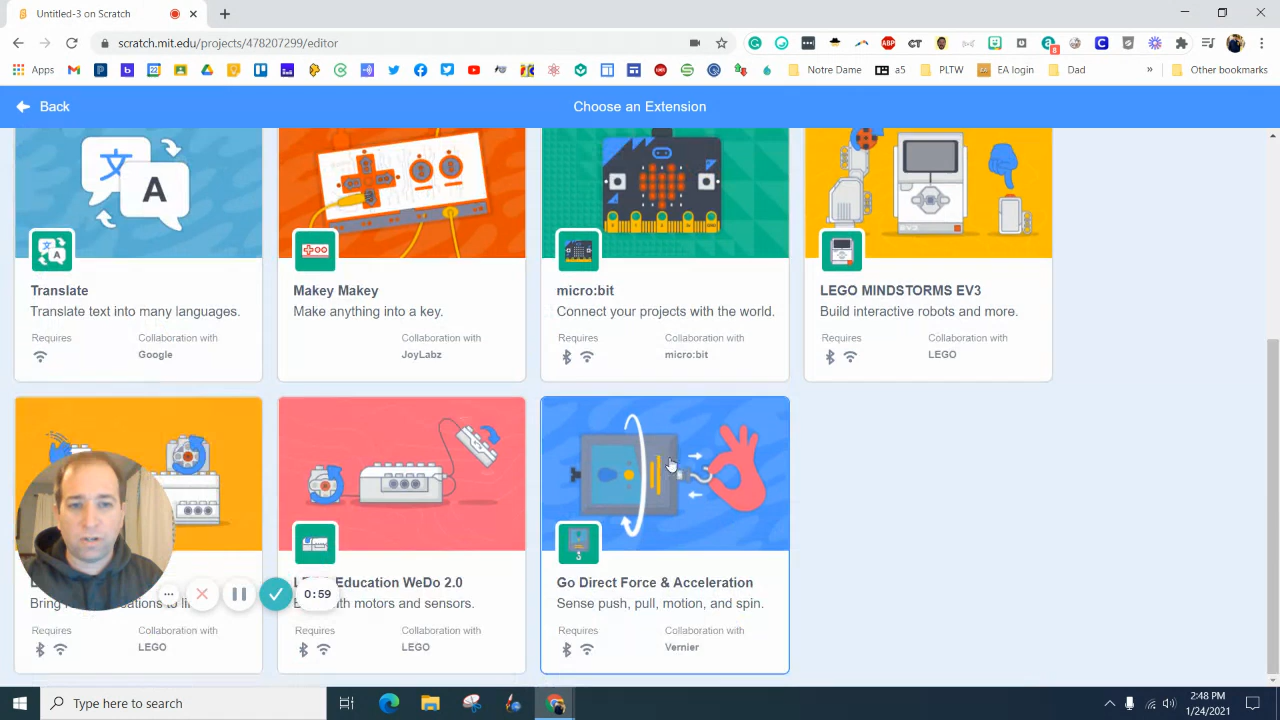 Untitled-3 on Scratch
scratch.mit.edu/projects/478207299/editor
Apps
Notre Dame
a5
PLTW
EA login
Dad
»
Other bookmarks
Back
Choose an Extension
文 A
Translate
Translate text into many languages.
Requires
Collaboration with
Google
Makey Makey
Make anything into a key.
Collaboration with
JoyLabz
micro:bit
Connect your projects with the world.
Requires
Collaboration with
micro:bit
LEGO MINDSTORMS EV3
Build interactive robots and more.
Requires
Collaboration with
LEGO
Requires
Collaboration with
LEGO
Education WeDo 2.0
with motors and sensors.
Requires
Collaboration with
LEGO
Go Direct Force & Acceleration
Sense push, pull, motion, and spin.
Requires
Collaboration with
Vernier
0:59
Type here to search
2:48 PM
1/24/2021